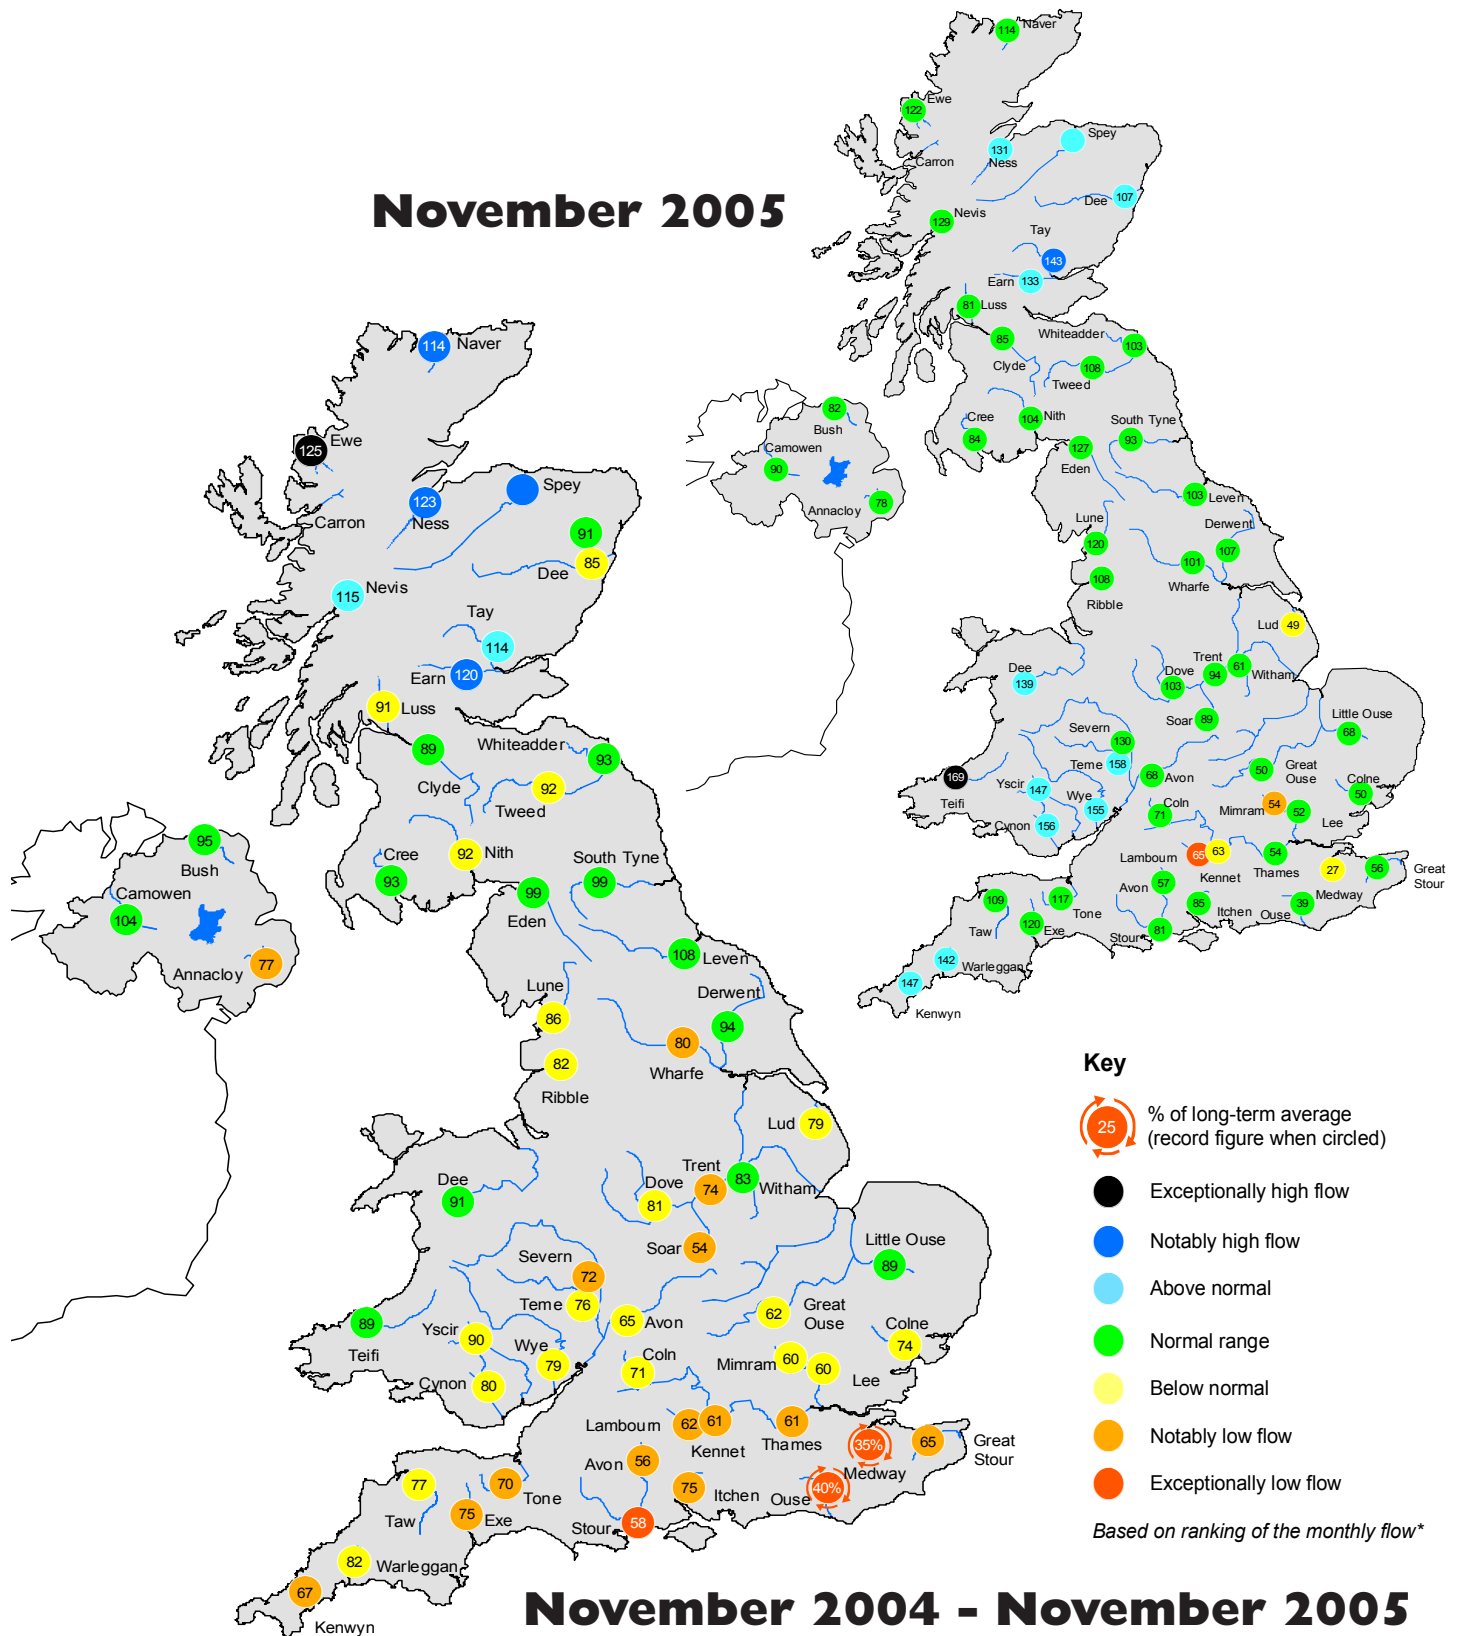 November 2005
114
Naver
122
Ewe
Carron
131
Ness
Spey
107
Dee
129
Nevis
Tay
143
Earn
133
81
Luss
85
Clyde
Whiteadder
103
108
Tweed
Cree
84
104
Nith
South Tyne
93
127
Eden
82
Bush
Camowen
90
Annacloy
78
103
Leven
Lune
120
Derwent
107
101
Wharfe
108
Ribble
Lud
49
Dee
139
Trent
94
61
Witham
Dove
103
Soar
89
Little Ouse
68
Severn
130
Teme
158
169
Teifi
Yscir
147
Wye
155
Cynon
156
68
Avon
Coln
71
50
Great
Ouse
Colne
50
Mimram
54
52
Lee
Lambourn
65
63
Kennet
54
Thames
27
Medway
56
Great
Stour
Avon
57
85
Itchen
Ouse
39
109
Taw
117
Tone
120
Exe
Stour
81
142
Warleggan
147
Kenwyn
114
Naver
125
Ewe
Carron
123
Ness
Spey
91
85
Dee
115
Nevis
Tay
114
Earn
120
91
Luss
89
Clyde
Whiteadder
93
92
Tweed
Cree
93
92
Nith
South Tyne
99
99
Eden
95
Bush
Camowen
104
Annacloy
77
108
Leven
Lune
86
Derwent
94
80
Wharfe
82
Ribble
Lud
79
Dee
91
Trent
74
83
Witham
Dove
81
Soar
54
Little Ouse
89
Severn
72
Teme
76
89
Teifi
Yscir
90
Wye
79
Cynon
80
65
Avon
Coln
71
62
Great
Ouse
Colne
74
Mimram
60
60
Lee
Lambourn
62
61
Kennet
61
Thames
35%
Medway
65
Great
Stour
Avon
56
75
Itchen
Ouse
40%
77
Taw
70
Tone
75
Exe
Stour
58
82
Warleggan
67
Kenwyn
Key
25
% of long-term average
(record figure when circled)
Exceptionally high flow
Notably high flow
Above normal
Normal range
Below normal
Notably low flow
Exceptionally low flow
Based on ranking of the monthly flow*
November 2004 - November 2005